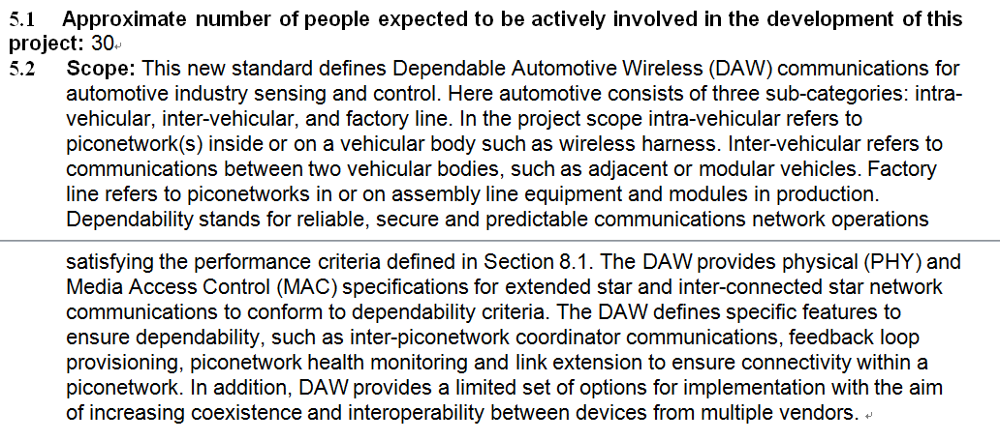 5.1 Approximate number of people expected to be actively involved in the development of this
project: 30
5.2 Scope: This new standard defines Dependable Automotive Wireless (DAW) communications for
automotive industry sensing and control. Here automotive consists of three sub-categories: intra-
vehicular, inter-vehicular, and factory line. In the project scope intra-vehicular refers to
piconetwork(s) inside or on a vehicular body such as wireless harness. Inter-vehicular refers to
communications between two vehicular bodies, such as adjacent or modular vehicles. Factory
line refers to piconetworks in or on assembly line equipment and modules in production.
Dependability stands for reliable, secure and predictable communications network operations
satisfying the performance criteria defined in Section 8.1. The DAW provides physical (PHY) and
Media Access Control (MAC) specifications for extended star and inter-connected star network
communications to conform to dependability criteria. The DAW defines specific features to
ensure dependability, such as inter-piconetwork coordinator communications, feedback loop
provisioning, piconetwork health monitoring and link extension to ensure connectivity within a
piconetwork. In addition, DAW provides a limited set of options for implementation with the aim
of increasing coexistence and interoperability between devices from multiple vendors.